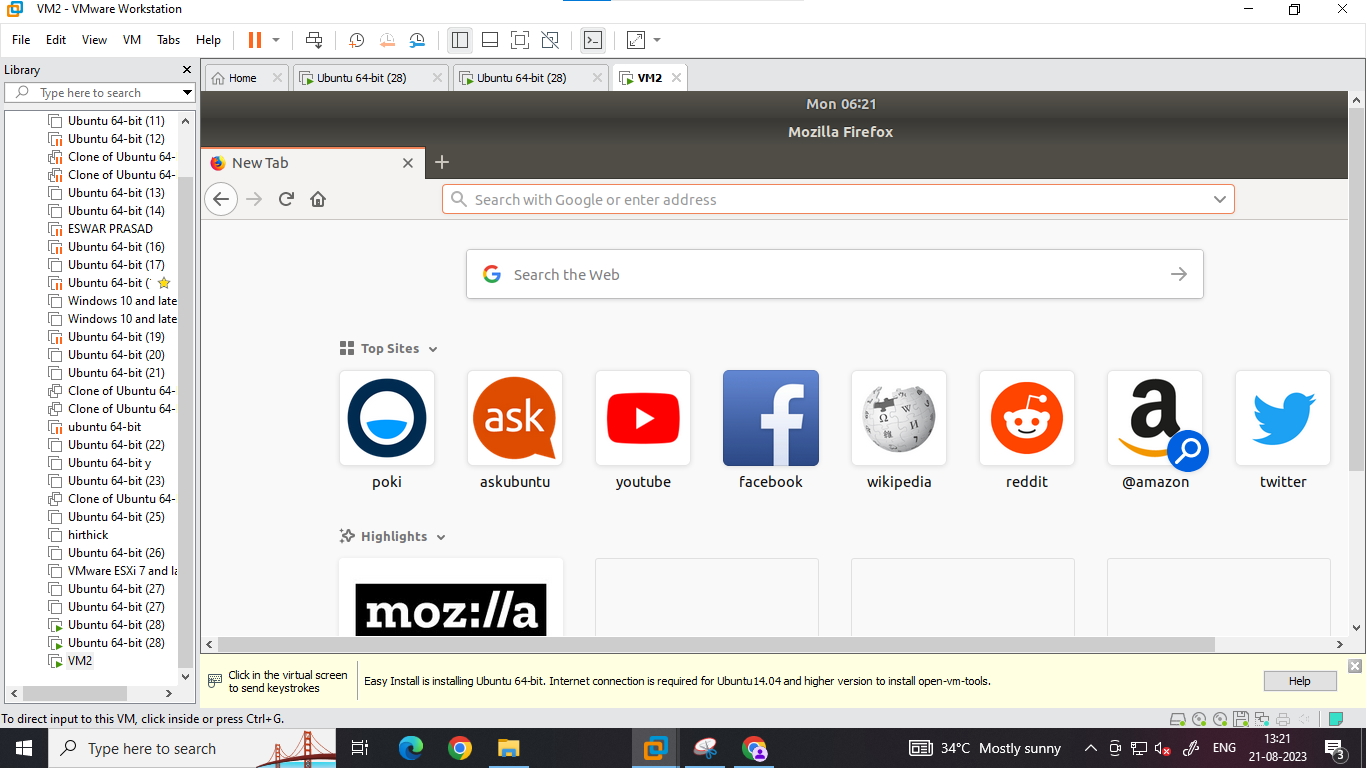 VM2 - VMware Workstation
File Edit View VM Tabs Help
Library
Type here to search
Ubuntu 64-bit (11)
Ubuntu 64-bit (12)
Clone of Ubuntu 64-
Clone of Ubuntu 64-
Ubuntu 64-bit (13)
Ubuntu 64-bit (14)
ESWAR PRASAD
Ubuntu 64-bit (16)
Ubuntu 64-bit (17)
Ubuntu 64-bit (
Windows 10 and late
Windows 10 and late
Ubuntu 64-bit (19)
Ubuntu 64-bit (20)
Ubuntu 64-bit (21)
Clone of Ubuntu 64-
Clone of Ubuntu 64-
ubuntu 64-bit
Ubuntu 64-bit (22)
Ubuntu 64-bit y
Ubuntu 64-bit (23)
Clone of Ubuntu 64-
Ubuntu 64-bit (25)
hirthick
Ubuntu 64-bit (26)
VMware ESXi 7 and la
Ubuntu 64-bit (27)
Ubuntu 64-bit (27)
Ubuntu 64-bit (28)
Ubuntu 64-bit (28)
VM2
Home Ubuntu 64-bit (28) Ubuntu 64-bit (28) VM2
Mon 06:21
Mozilla Firefox
New Tab
Search with Google or enter address
Search the Web
Top Sites
ask
poki askubuntu youtube facebook wikipedia reddit @amazon twitter
Highlights
moz://a
Click in the virtual screen
to send keystrokes
Easy Install is installing Ubuntu 64-bit. Internet connection is required for Ubuntu14.04 and higher version to install open-vm-tools.
Help
To direct input to this VM, click inside or press Ctrl+G.
Type here to search
34°C Mostly sunny
ENG
13:21
21-08-2023
3